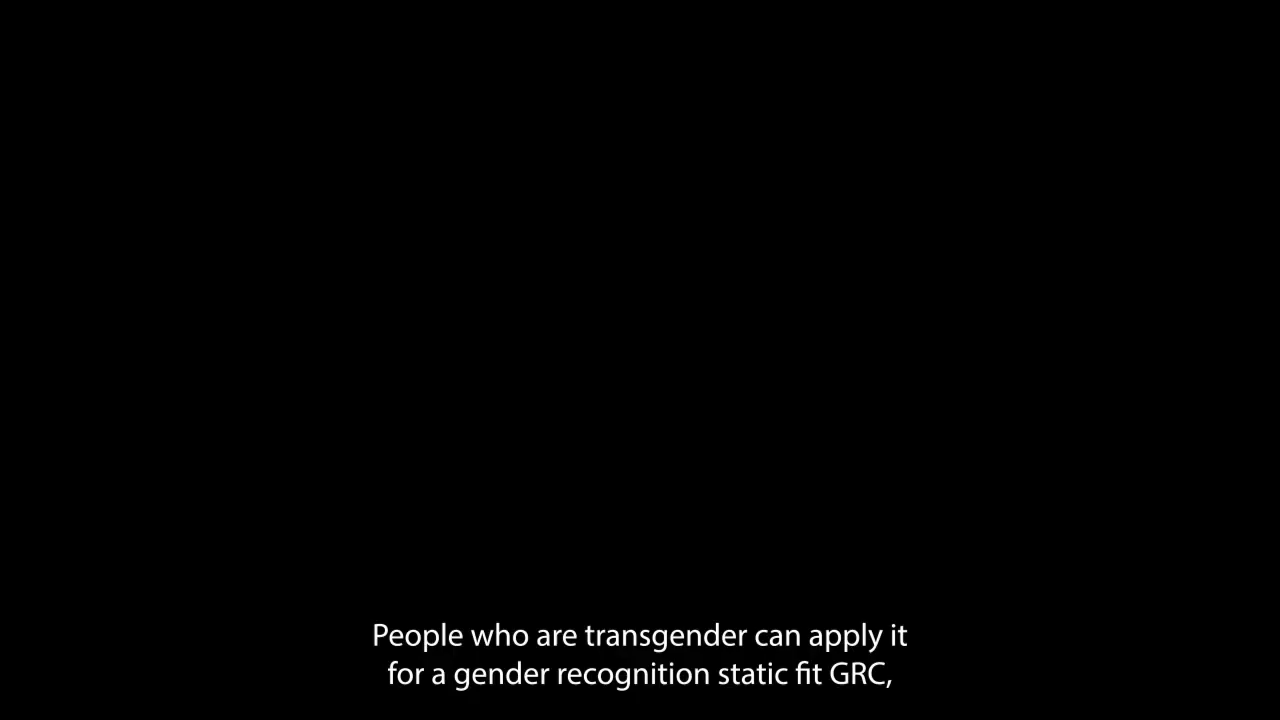 People who are transgender can apply it
for a gender recognition static fit GRC,